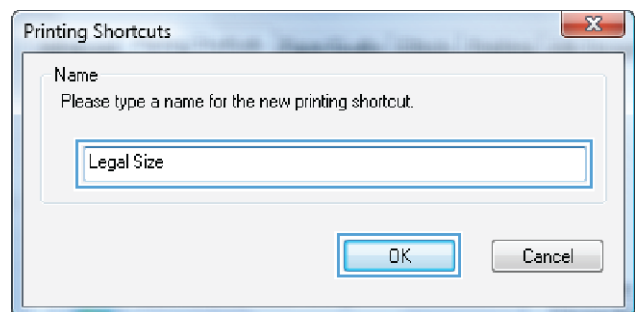 Printing Shortcuts
Name
Please type a name for the new printing shortcut.
Legal Size
OK
Cancel